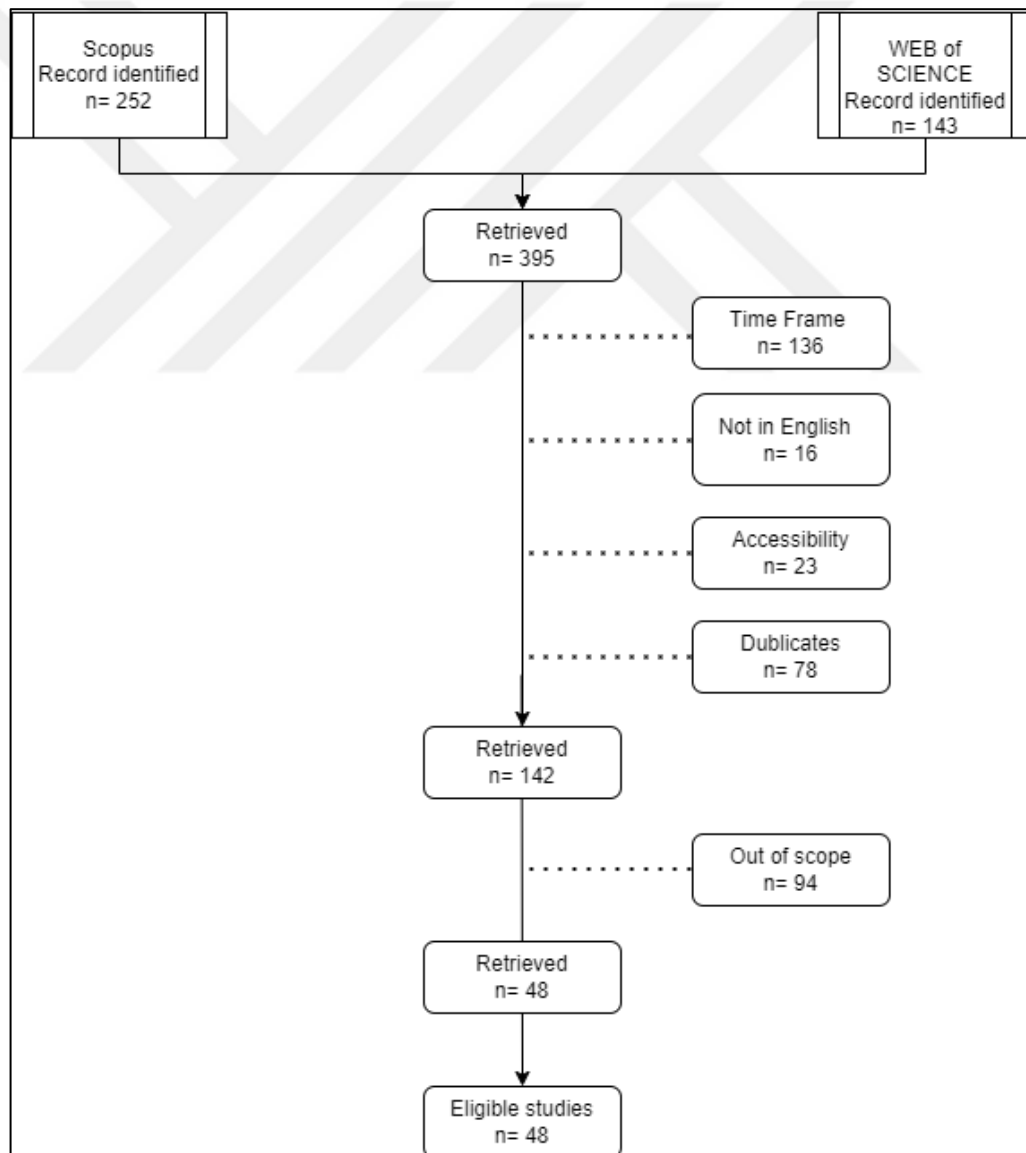 Scopus
Record identified
n= 252
WEB of
SCIENCE
Record identified
n= 143
Retrieved
n= 395
Time Frame
n= 136
Not in English
n= 16
Accessibility
n= 23
Dublicates
n= 78
Retrieved
n= 142
Out of scope
n= 94
Retrieved
n= 48
Eligible studies
n= 48